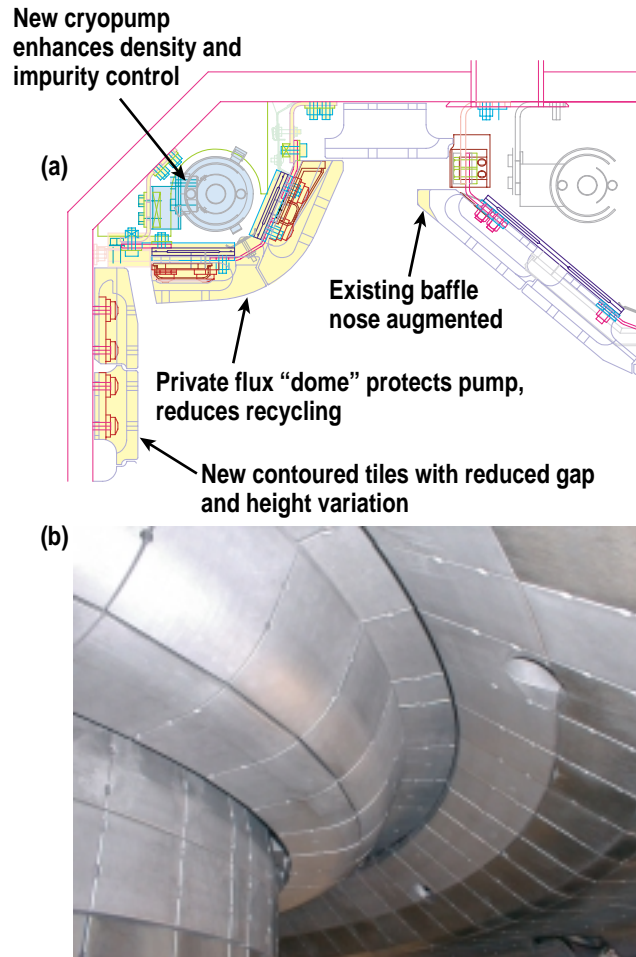 New cryopump
enhances density and
impurity control
(a)
Existing baffle
nose augmented
Private flux “dome” protects pump,
reduces recycling
New contoured tiles with reduced gap
and height variation
(b)